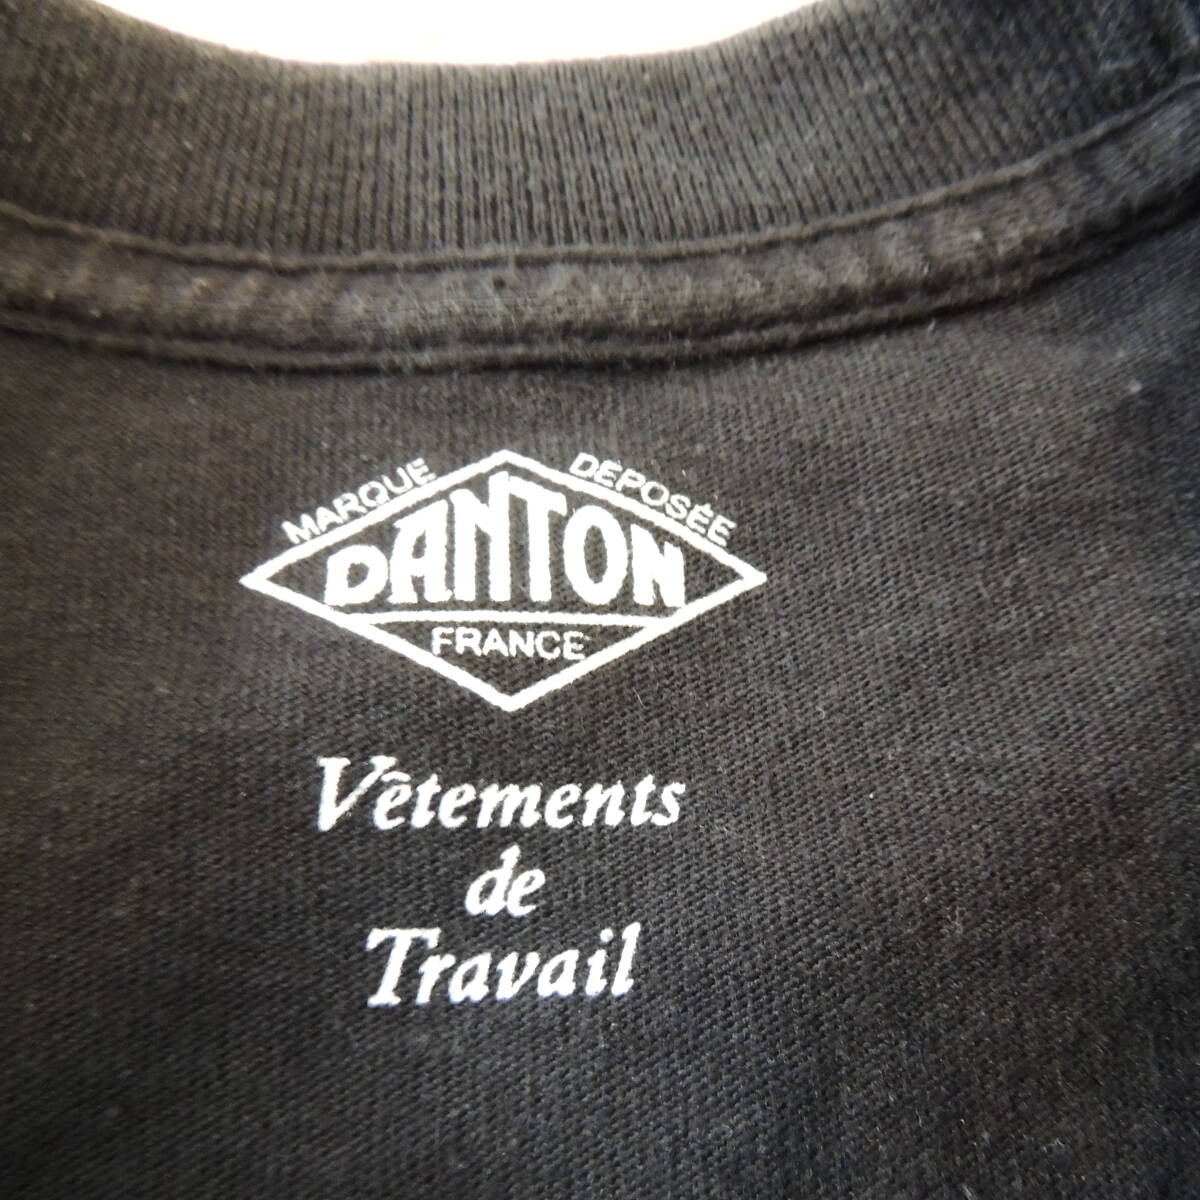 MARQUE DÉPOSÉE
DANTON
FRANCE
Vêtements
de
Travail